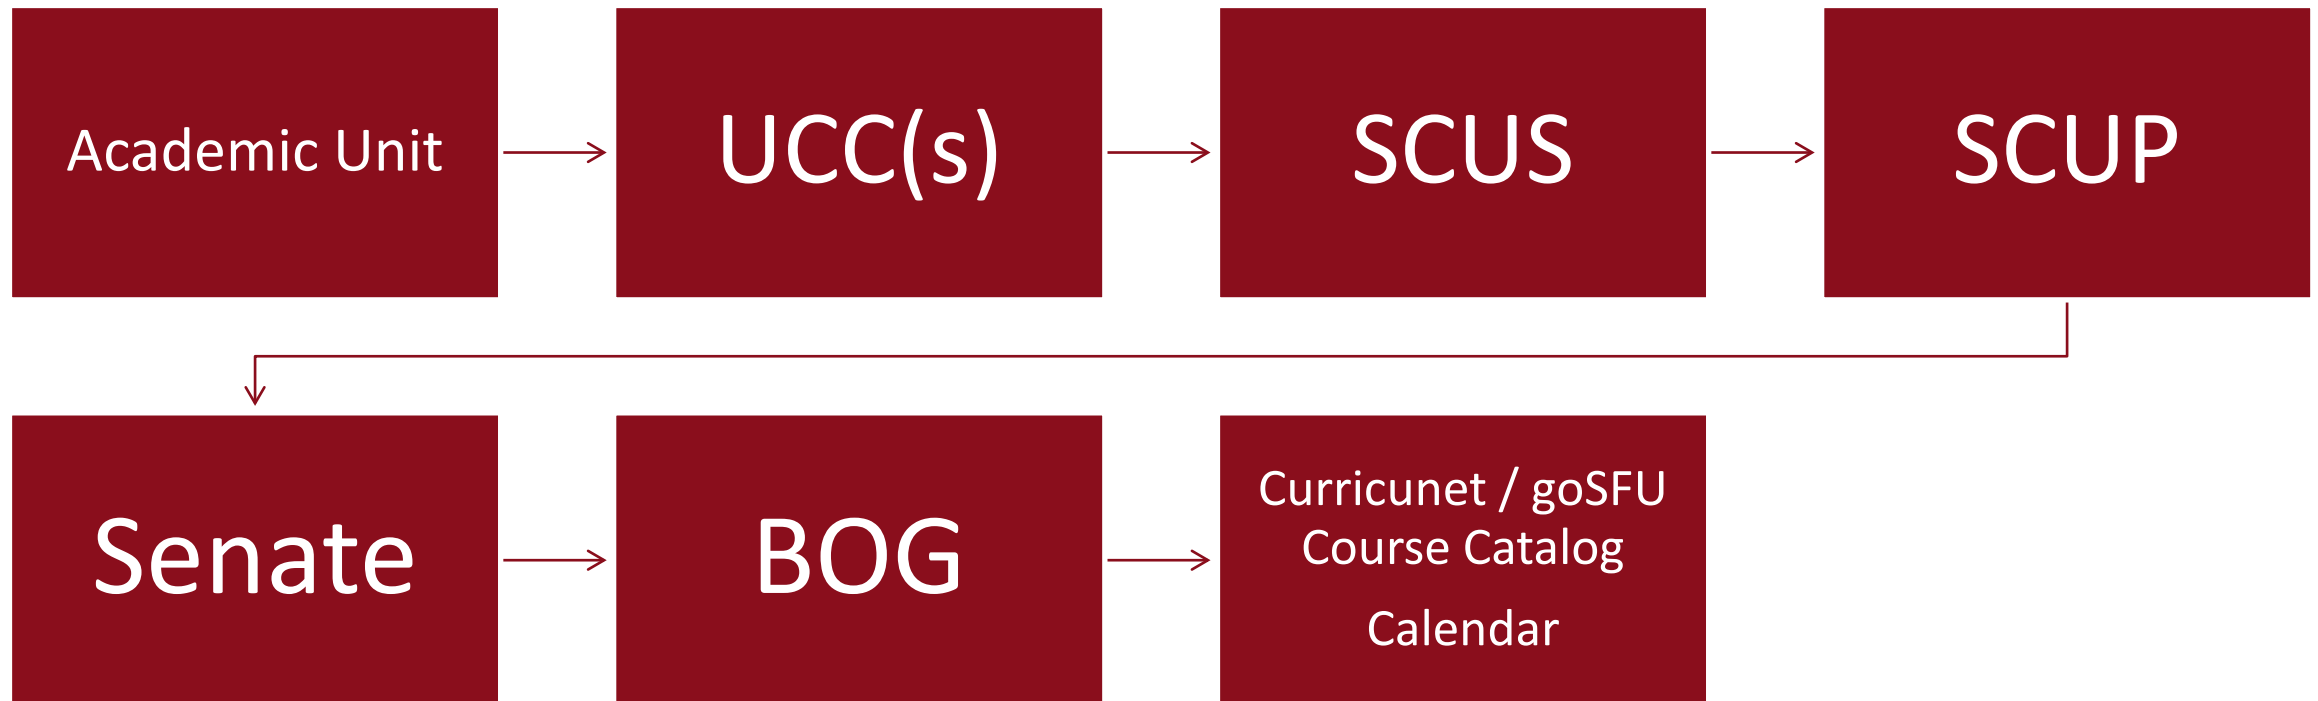 Academic Unit
UCC(s)
SCUS
SCUP
Senate
BOG
Curricunet / goSFU
Course Catalog
Calendar